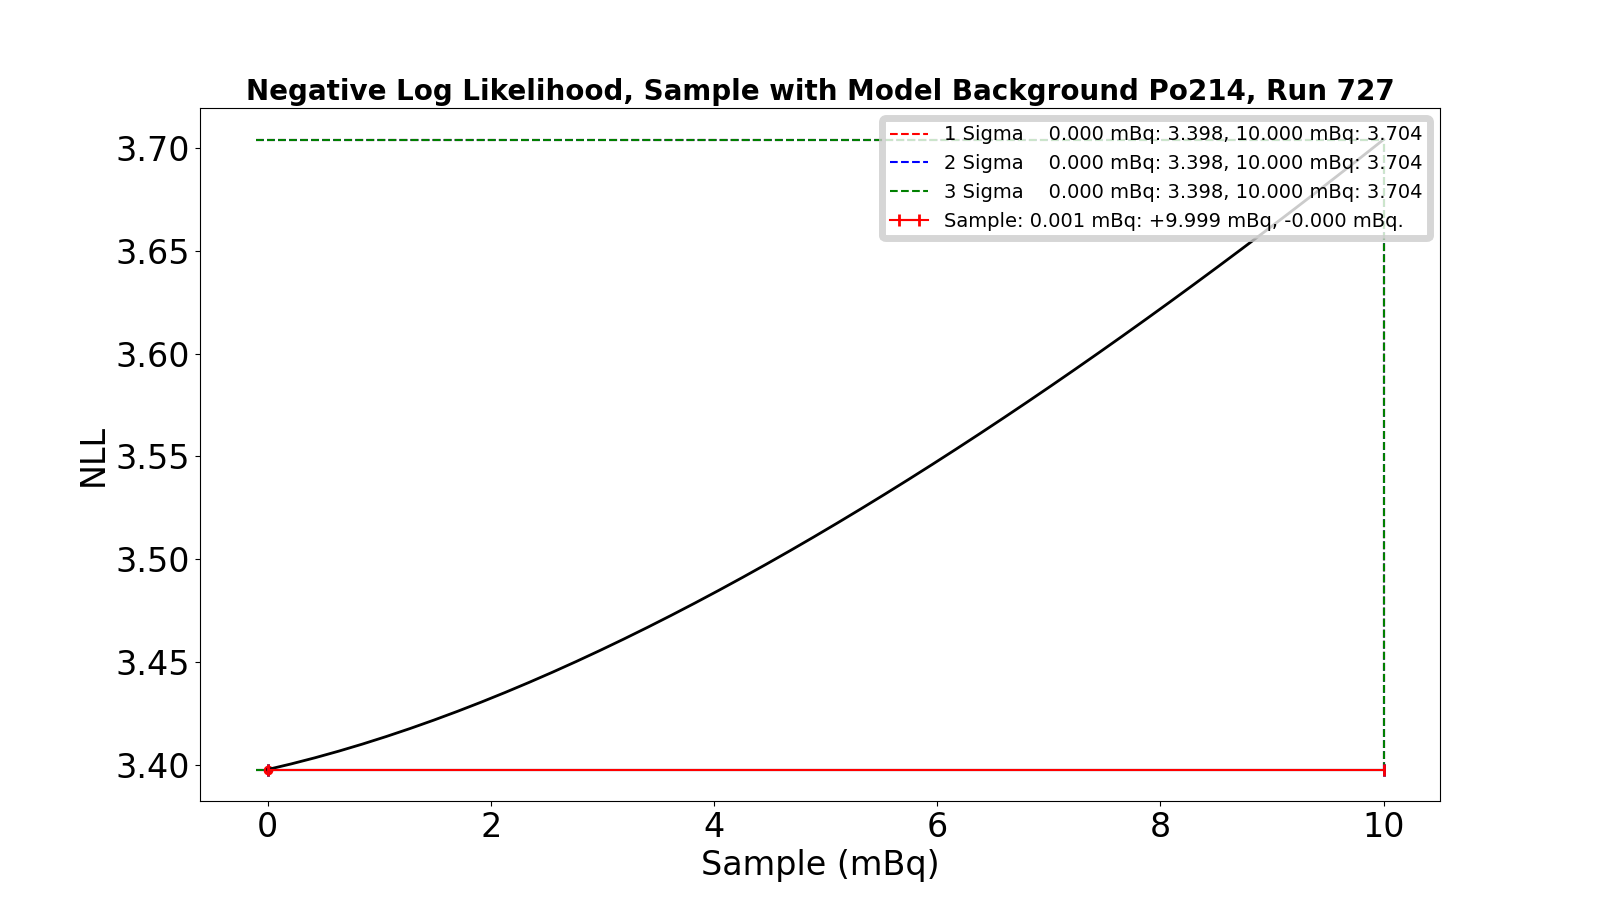 Negative Log Likelihood, Sample with Model Background Po214, Run 727
1 Sigma    0.000 mBq: 3.398, 10.000 mBq: 3.704
2 Sigma    0.000 mBq: 3.398, 10.000 mBq: 3.704
3 Sigma    0.000 mBq: 3.398, 10.000 mBq: 3.704
Sample: 0.001 mBq: +9.999 mBq, -0.000 mBq.
NLL
3.70
3.65
3.60
3.55
3.50
3.45
3.40
0 2 4 6 8 10
Sample (mBq)